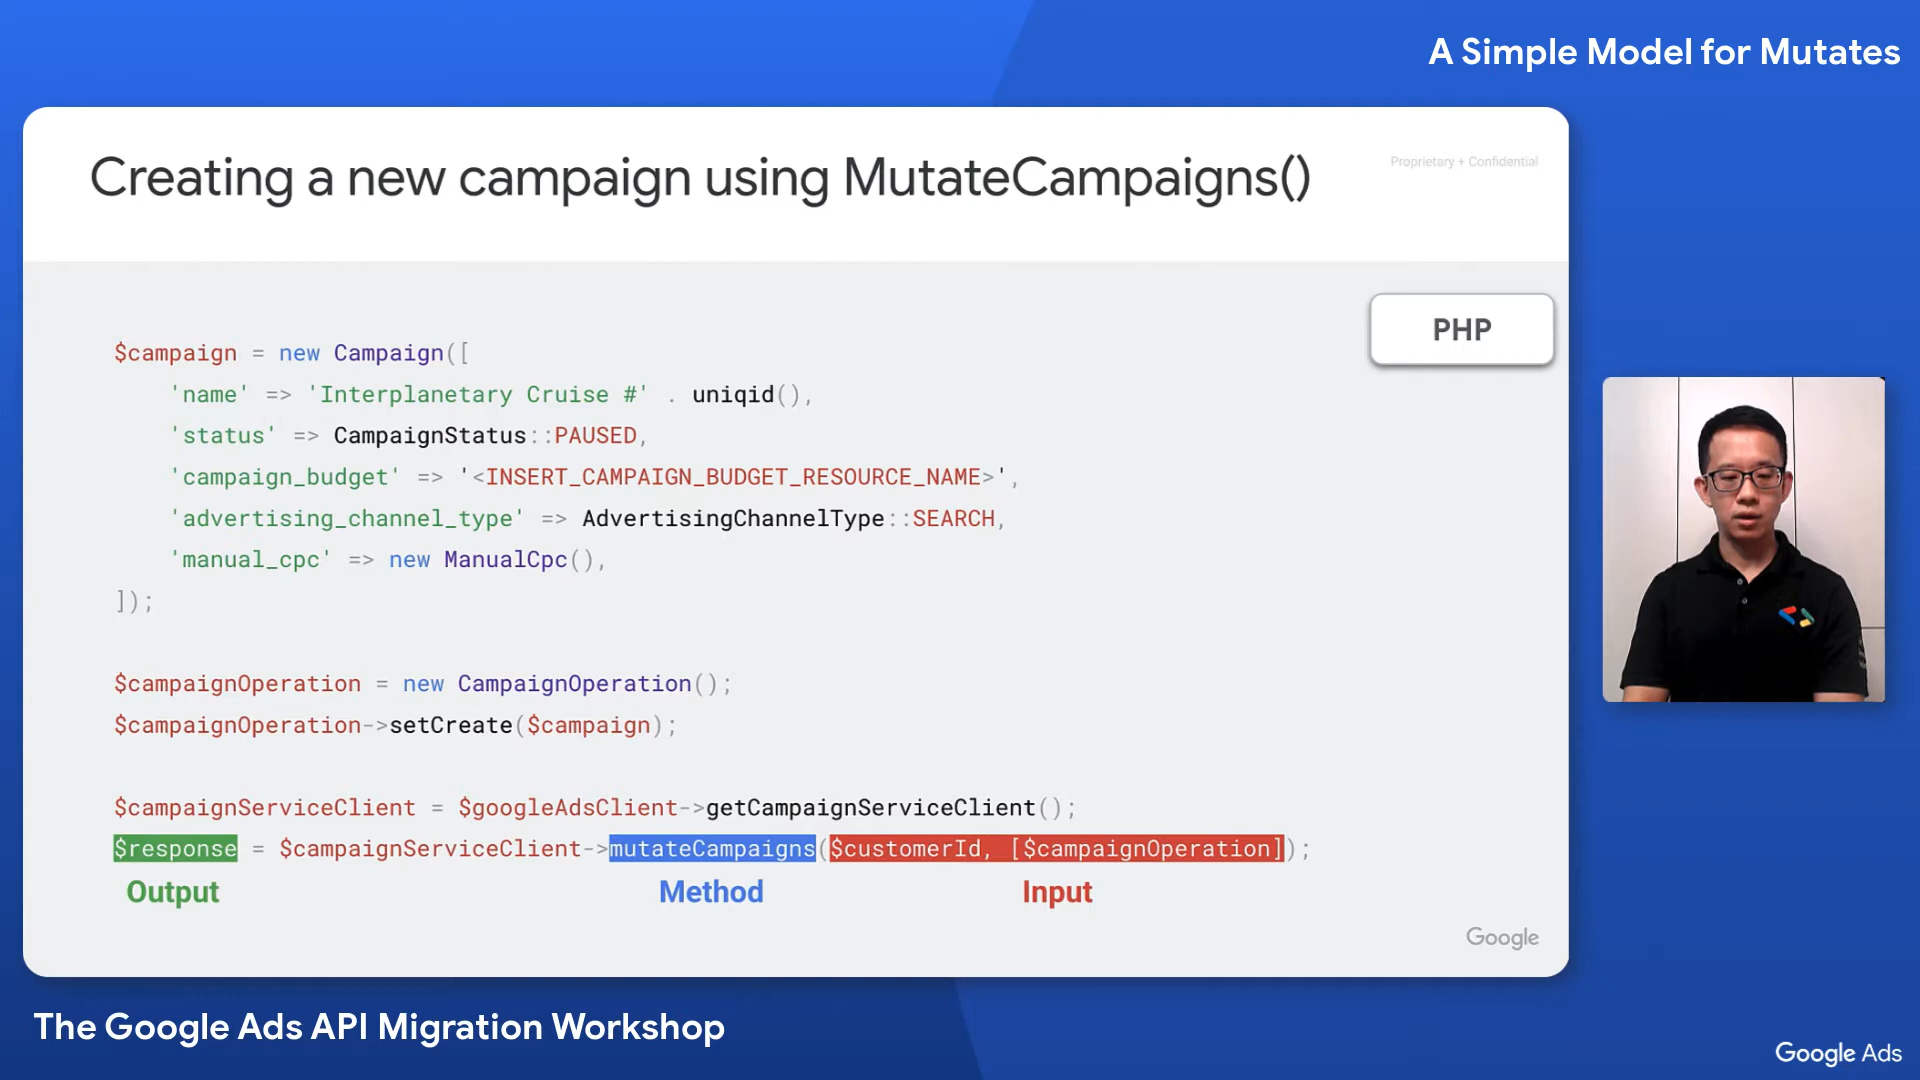 A Simple Model for Mutates
Creating a new campaign using MutateCampaigns()
Proprietary + Confidential
PHP
$campaign = new Campaign([
    'name' => 'Interplanetary Cruise #' . uniqid(),
    'status' => CampaignStatus::PAUSED,
    'campaign_budget' => '<INSERT_CAMPAIGN_BUDGET_RESOURCE_NAME>',
    'advertising_channel_type' => AdvertisingChannelType::SEARCH,
    'manual_cpc' => new ManualCpc(),
]);
$campaignOperation = new CampaignOperation();
$campaignOperation->setCreate($campaign);
$campaignServiceClient = $googleAdsClient->getCampaignServiceClient();
$response = $campaignServiceClient->mutateCampaigns($customerId, [$campaignOperation]);
Output Method Input
Google
The Google Ads API Migration Workshop
Google Ads